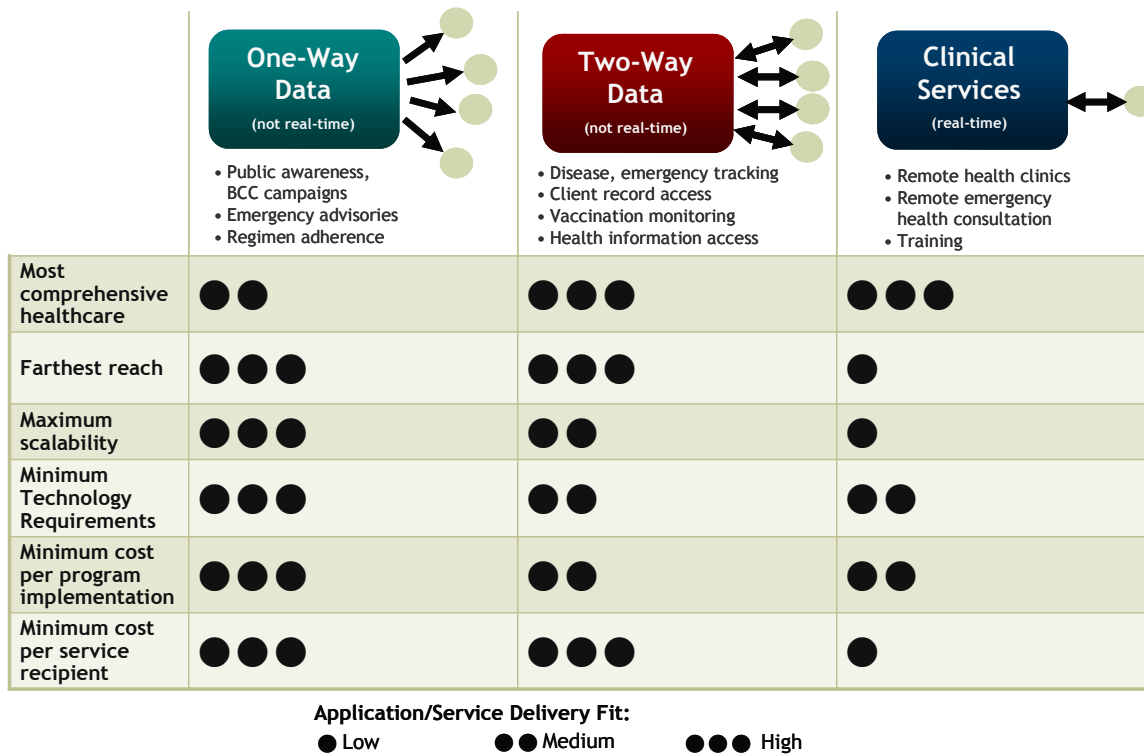 One-Way
Data
(not real-time)
• Public awareness,
BCC campaigns
• Emergency advisories
• Regimen adherence
Two-Way
Data
(not real-time)
• Disease, emergency tracking
• Client record access
• Vaccination monitoring
• Health information access
Clinical
Services
(real-time)
• Remote health clinics
• Remote emergency
health consultation
• Training
Most
comprehensive
healthcare
Farthest reach
Maximum
scalability
Minimum
Technology
Requirements
Minimum cost
per program
implementation
Minimum cost
per service
recipient
Application/Service Delivery Fit:
Low Medium High